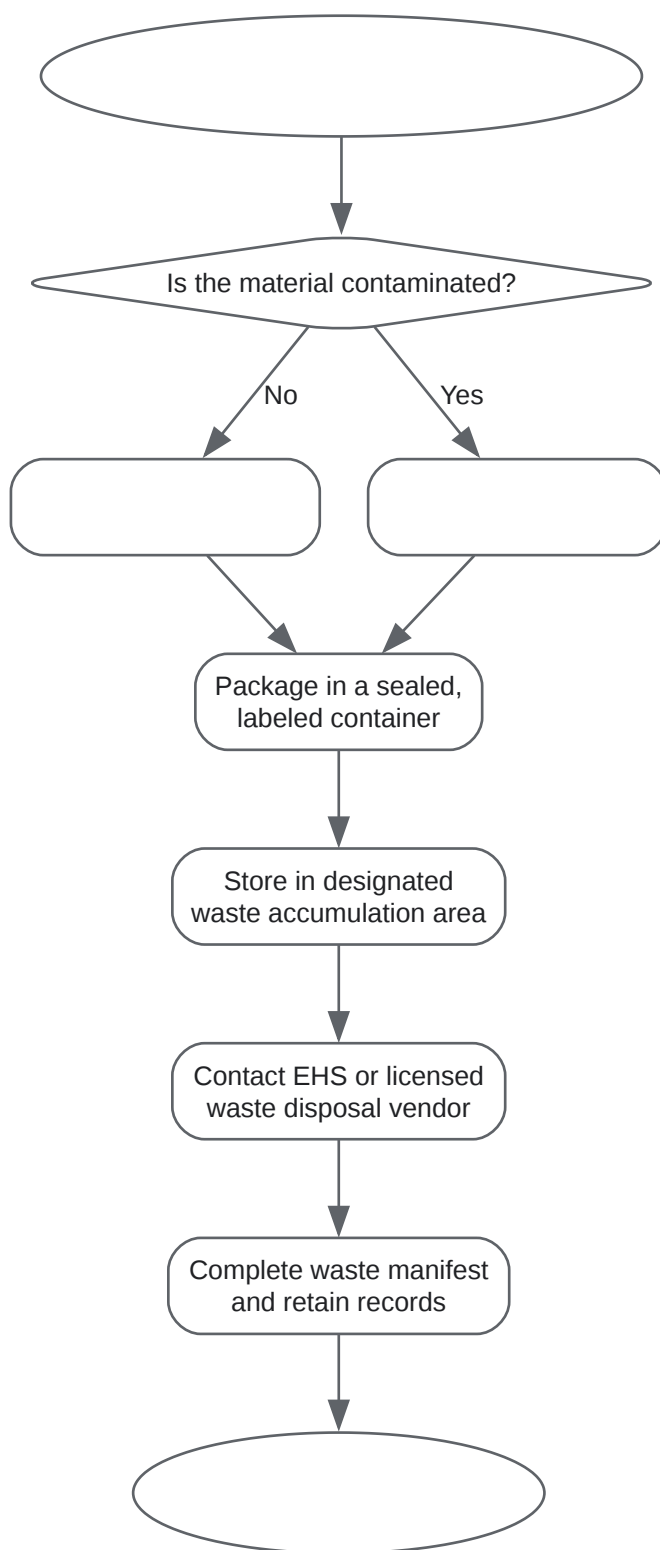 Is the material contaminated?
No
Yes
Package in a sealed,
labeled container
Store in designated
waste accumulation area
Contact EHS or licensed
waste disposal vendor
Complete waste manifest
and retain records